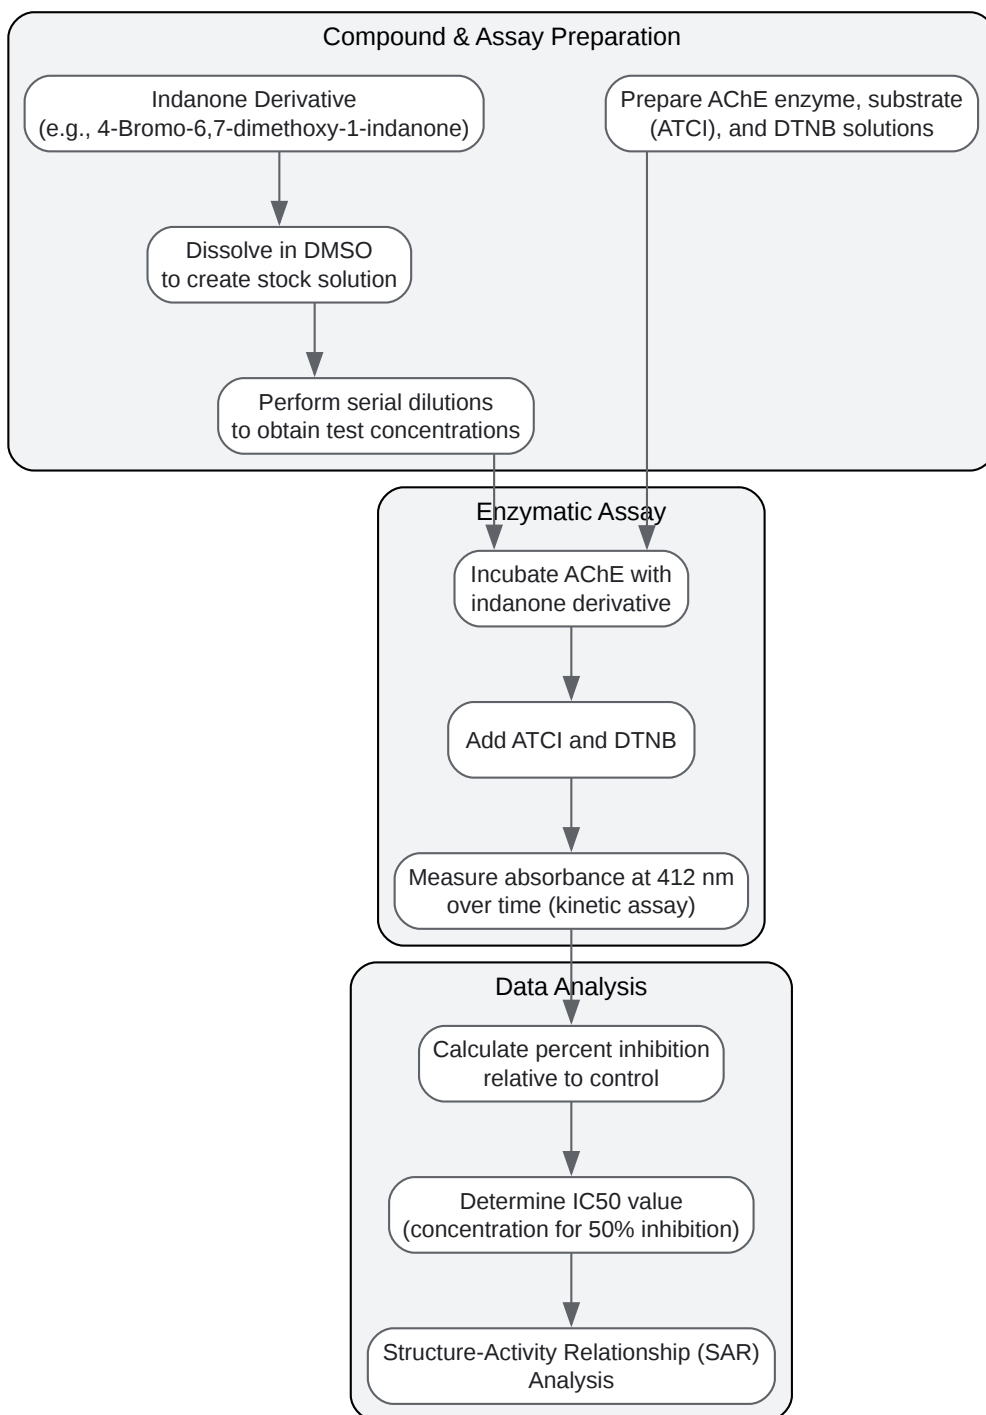 Compound & Assay Preparation
Indanone Derivative
(e.g., 4-Bromo-6,7-dimethoxy-1-indanone)
Prepare AChE enzyme, substrate
(ATCI), and DTNB solutions
Dissolve in DMSO
to create stock solution
Perform serial dilutions
to obtain test concentrations
Enzymatic Assay
Incubate AChE with
indanone derivative
Add ATCI and DTNB
Measure absorbance at 412 nm
over time (kinetic assay)
Data Analysis
Calculate percent inhibition
relative to control
Determine IC50 value
(concentration for 50% inhibition)
Structure-Activity Relationship (SAR)
Analysis